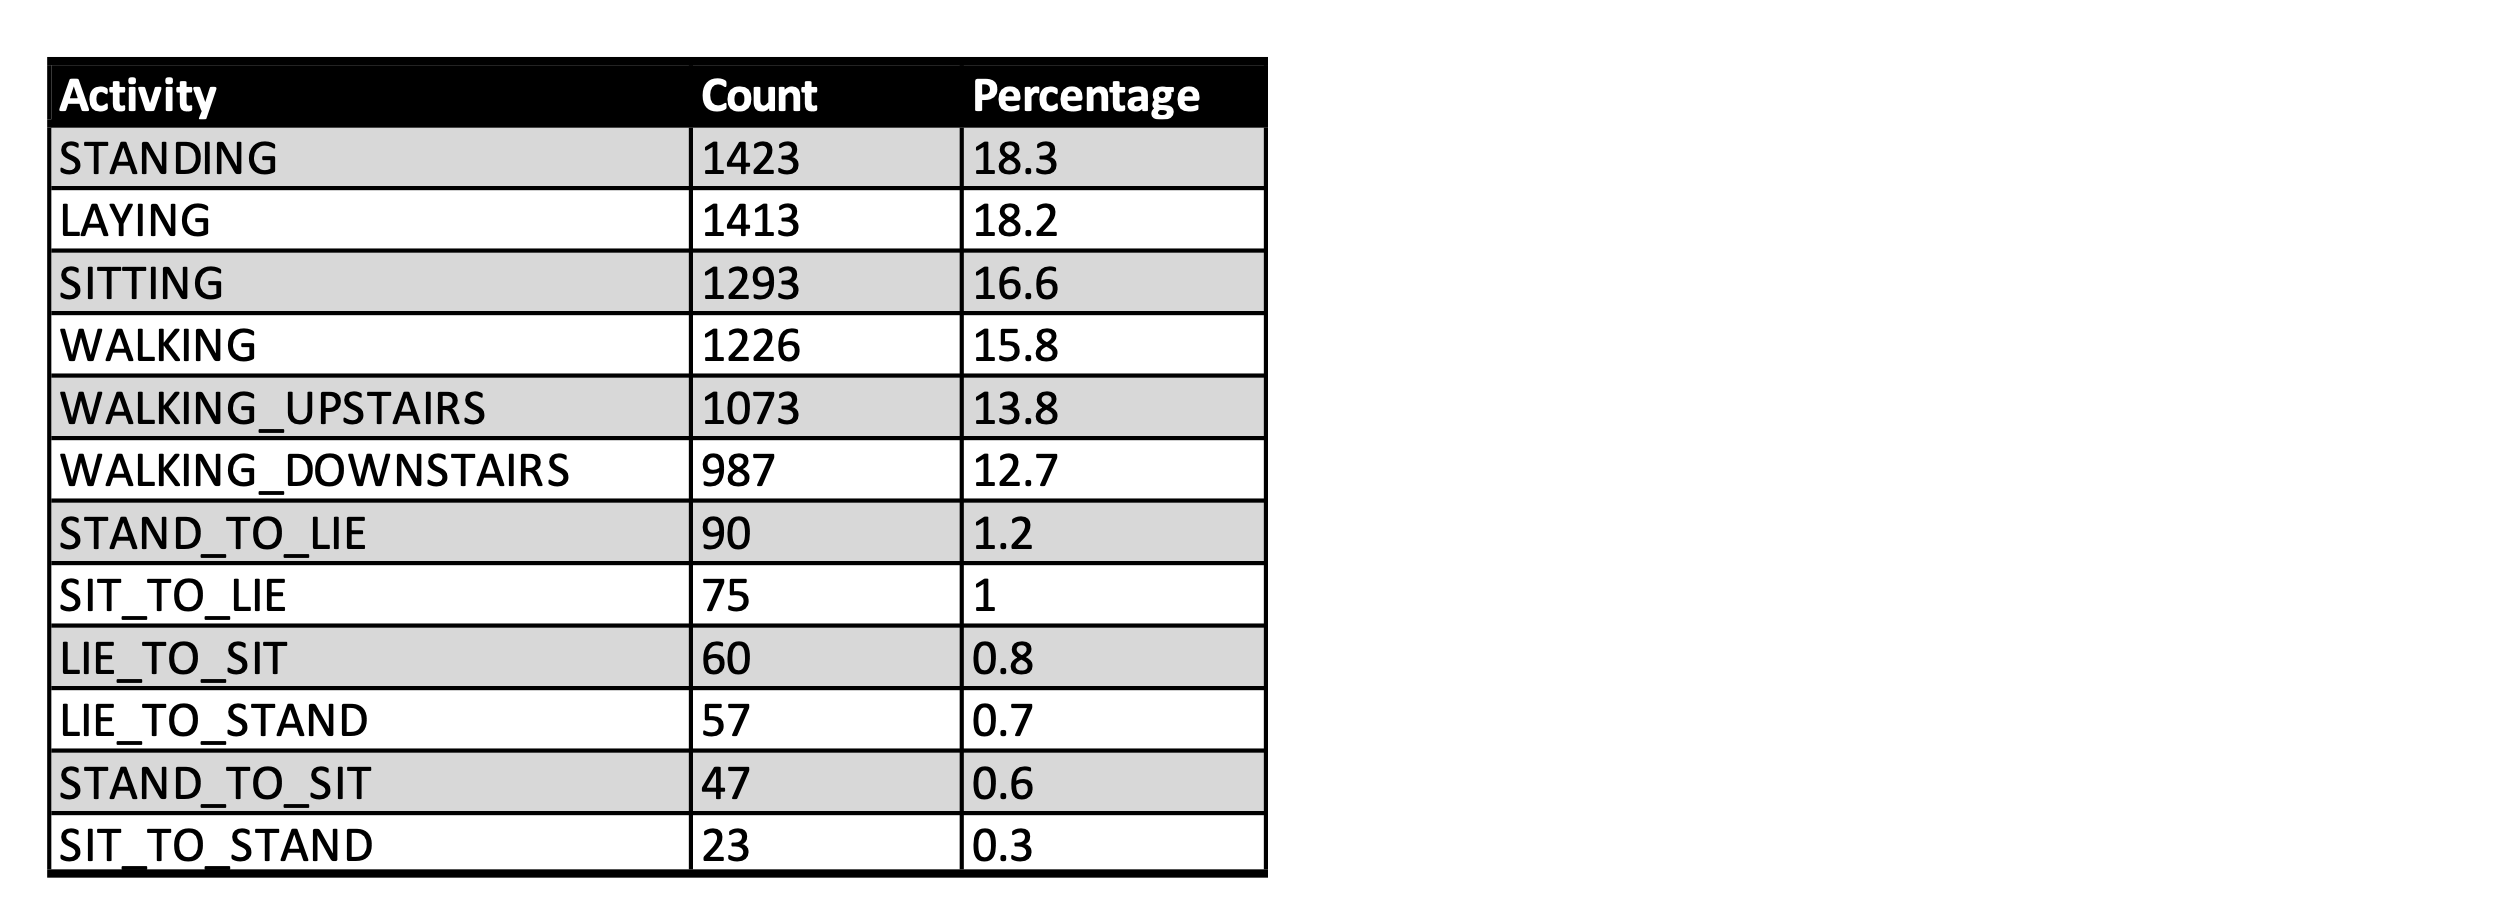 Activity Count Percentage
STANDING 1423 18.3
LAYING 1413 18.2
SITTING 1293 16.6
WALKING 1226 15.8
WALKING_UPSTAIRS 1073 13.8
WALKING_DOWNSTAIRS 987 12.7
STAND_TO_LIE 90 1.2
SIT_TO_LIE 75 1
LIE_TO_SIT 60 0.8
LIE_TO_STAND 57 0.7
STAND_TO_SIT 47 0.6
SIT_TO_STAND 23 0.3